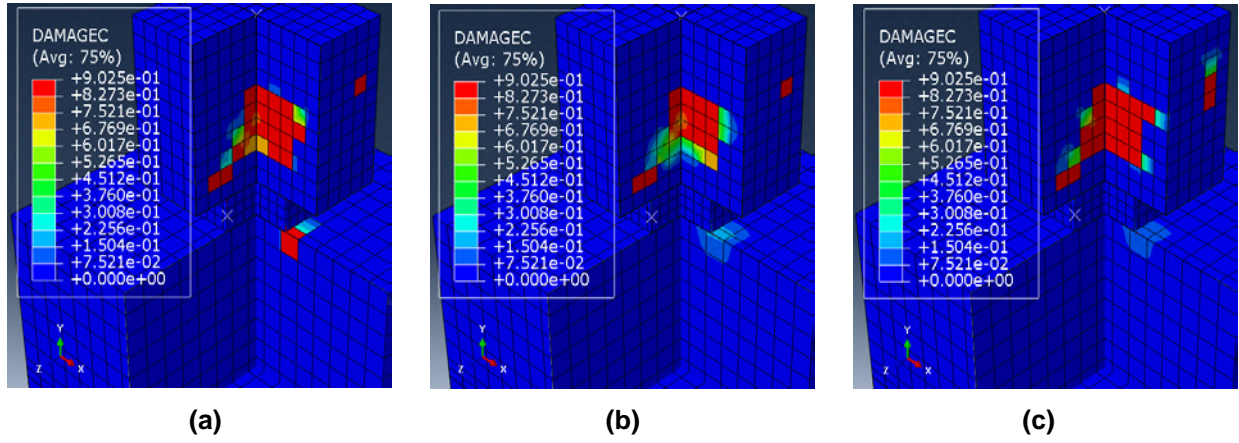 DAMAGEC
(Avg: 75%)
+9.025e-01
+8.273e-01
+7.521e-01
+6.769e-01
+6.017e-01
+5.265e-01
+4.512e-01
+3.760e-01
+3.008e-01
+2.256e-01
+1.504e-01
+7.521e-02
+0.000e+00
Y
X
Y
Z
X
(a)
DAMAGEC
(Avg: 75%)
+9.025e-01
+8.273e-01
+7.521e-01
+6.769e-01
+6.017e-01
+5.265e-01
+4.512e-01
+3.760e-01
+3.008e-01
+2.256e-01
+1.504e-01
+7.521e-02
+0.000e+00
Y
X
Y
Z
X
(b)
DAMAGEC
(Avg: 75%)
+9.025e-01
+8.273e-01
+7.521e-01
+6.769e-01
+6.017e-01
+5.265e-01
+4.512e-01
+3.760e-01
+3.008e-01
+2.256e-01
+1.504e-01
+7.521e-02
+0.000e+00
Y
X
Y
Z
X
(c)